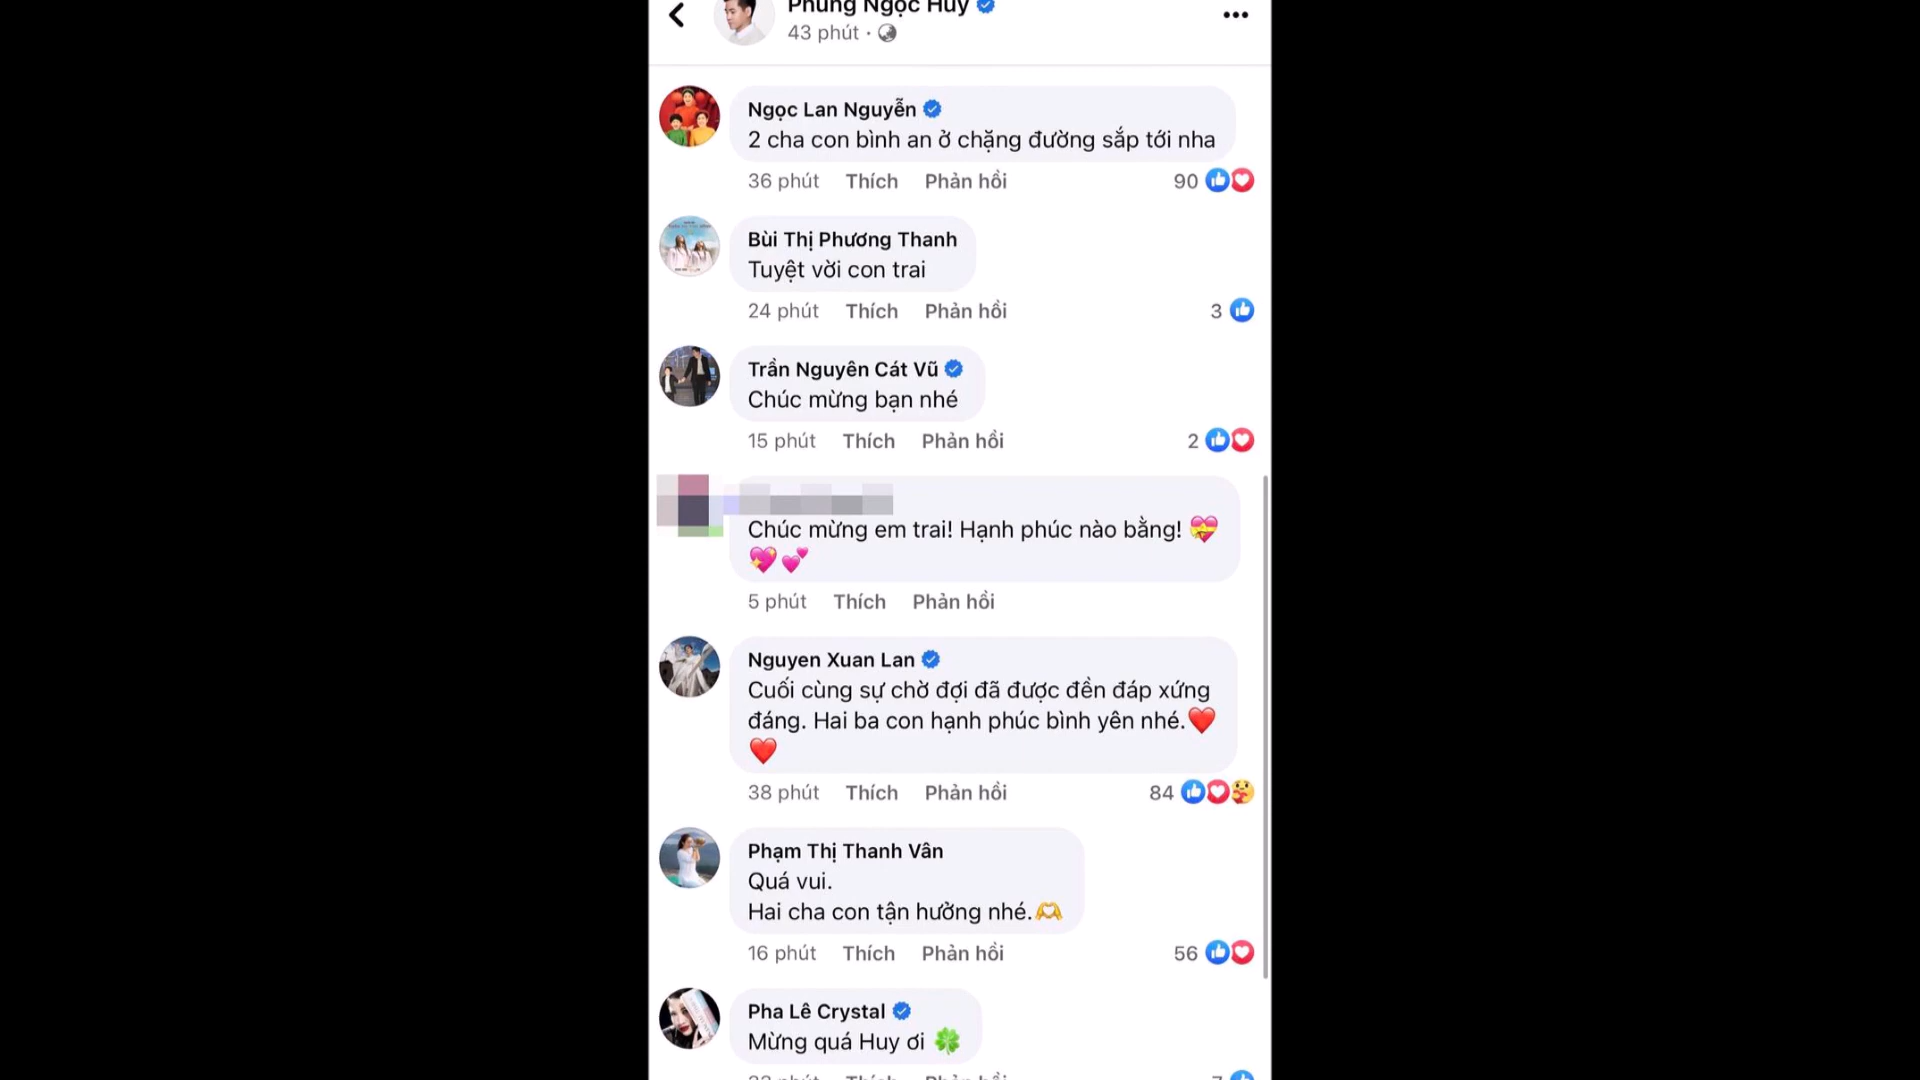 Phùng Ngọc Huy
43 phút ·
Ngọc Lan Nguyễn
2 cha con bình an ở chặng đường sắp tới nha
36 phút Thích Phản hồi 90
Bùi Thị Phương Thanh
Tuyệt vời con trai
24 phút Thích Phản hồi 3
Trần Nguyên Cát Vũ
Chúc mừng bạn nhé
15 phút Thích Phản hồi 2
Chúc mừng em trai! Hạnh phúc nào bằng! 💝
💖💕
5 phút Thích Phản hồi
Nguyen Xuan Lan
Cuối cùng sự chờ đợi đã được đền đáp xứng
đáng. Hai ba con hạnh phúc bình yên nhé.❤️
❤️
38 phút Thích Phản hồi 84
Phạm Thị Thanh Vân
Quá vui.
Hai cha con tận hưởng nhé.🫶
16 phút Thích Phản hồi 56
Pha Lê Crystal
Mừng quá Huy ơi 🍀